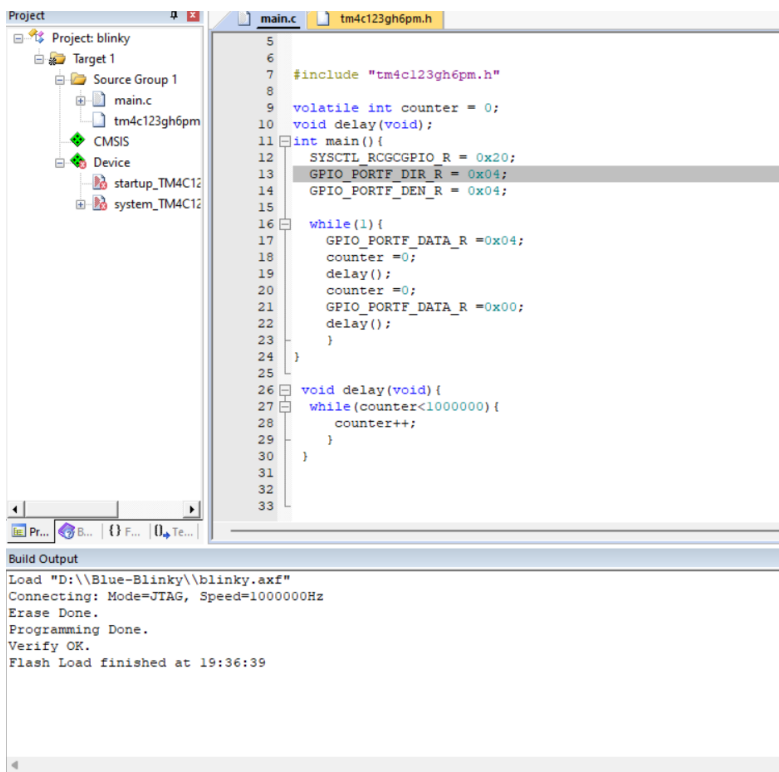 Project
Project: blinky
Target 1
Source Group 1
main.c
tm4c123gh6pm
CMSIS
Device
startup_TM4C12
system_TM4C12
Pr...
B...
{} F...
Te...
main.c
tm4c123gh6pm.h
5
6
7 #include "tm4c123gh6pm.h"
8
9 volatile int counter = 0;
10 void delay(void);
11 int main(){
12 SYSCTL_RCGCGPIO_R = 0x20;
13 GPIO_PORTF_DIR_R = 0x04;
14 GPIO_PORTF_DEN_R = 0x04;
15
16 while(1){
17 GPIO_PORTF_DATA_R =0x04;
18 counter =0;
19 delay();
20 counter =0;
21 GPIO_PORTF_DATA_R =0x00;
22 delay();
23 }
24 }
25
26 void delay(void){
27 while(counter<1000000){
28 counter++;
29 }
30 }
31
32
33
Build Output
Load "D:\\Blue-Blinky\\blinky.axf"
Connecting: Mode=JTAG, Speed=1000000Hz
Erase Done.
Programming Done.
Verify OK.
Flash Load finished at 19:36:39